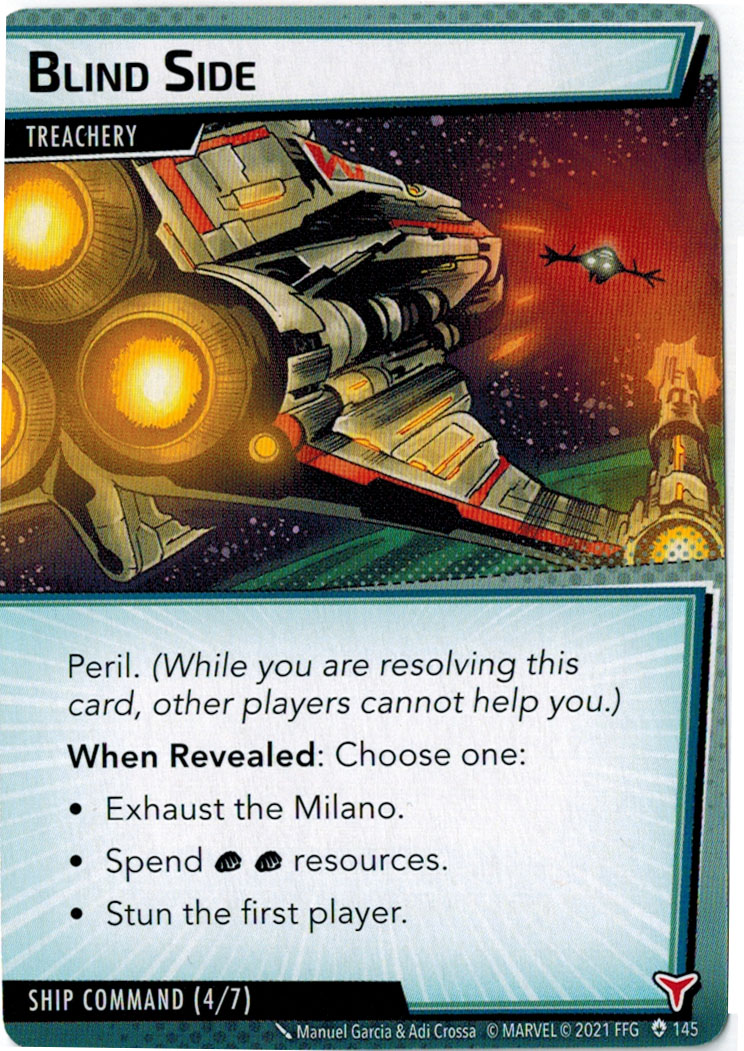 BLIND SIDE
TREACHERY
Peril. (While you are resolving this
card, other players cannot help you.)
When Revealed: Choose one:
• Exhaust the Milano.
• Spend resources.
• Stun the first player.
SHIP COMMAND (4/7)
Manuel Garcia & Adi Crossa © MARVEL © 2021 FFG 145